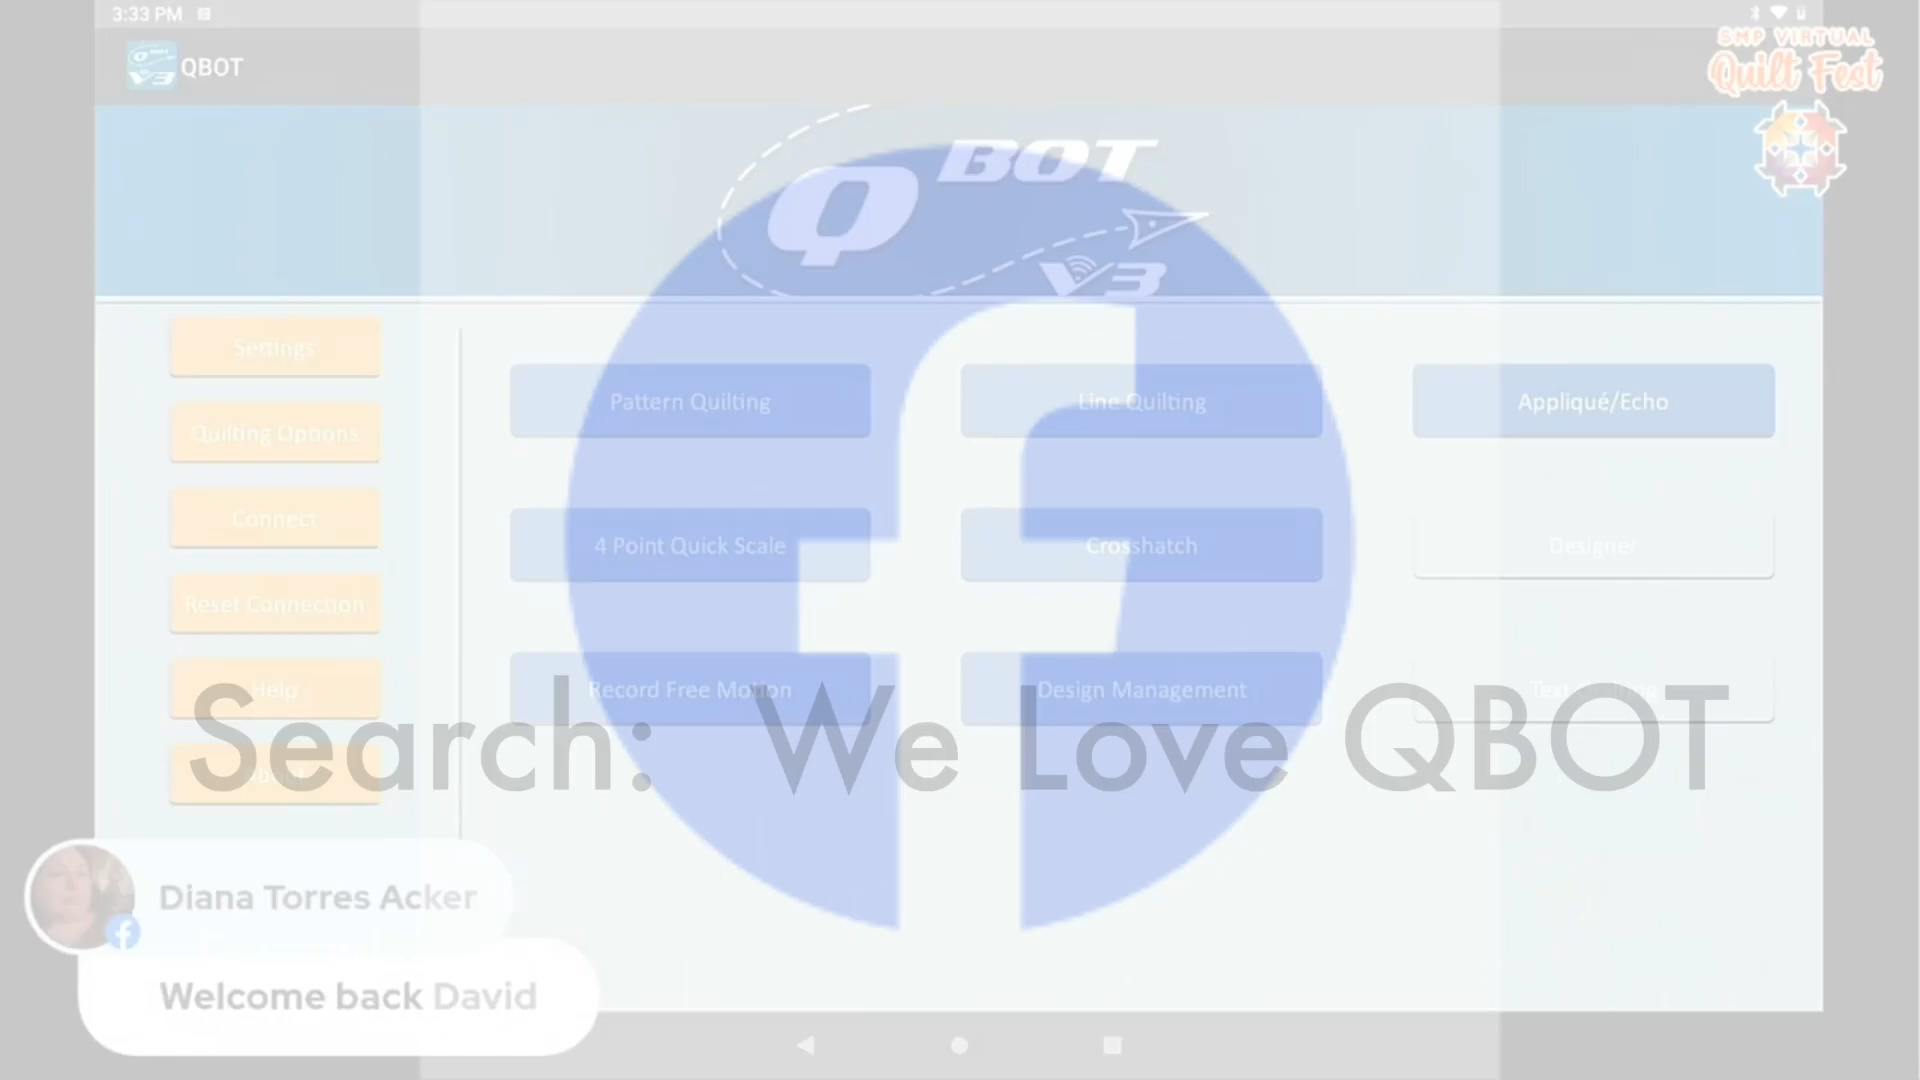 3:33 PM
QBOT
SMP VIRTUAL
Quilt Fest
Q BOT
V3
Settings
Quilting Options
Connect
Reset Connection
Help
Pattern Quilting
Line Quilting
Appliqué/Echo
4 Point Quick Scale
Crosshatch
Designer
Record Free Motion
Design Management
Search: We Love QBOT
Diana Torres Acker
Welcome back David